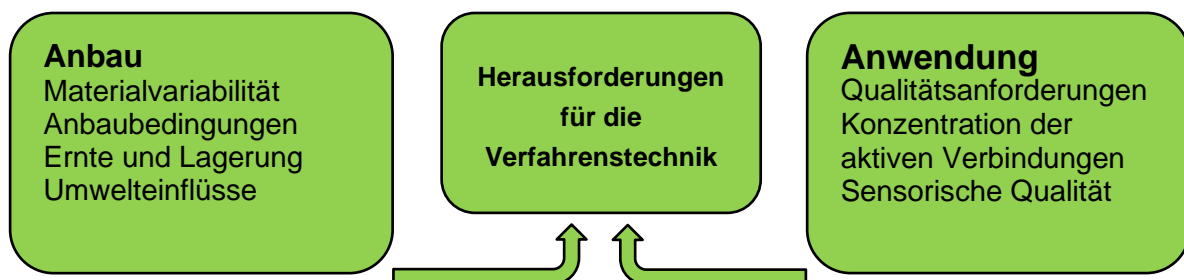 Anbau
Materialvariabilität
Anbaubedingungen
Ernte und Lagerung
Umwelteinflüsse
Herausforderungen
für die
Verfahrenstechnik
Anwendung
Qualitätsanforderungen
Konzentration der
aktiven Verbindungen
Sensorische Qualität